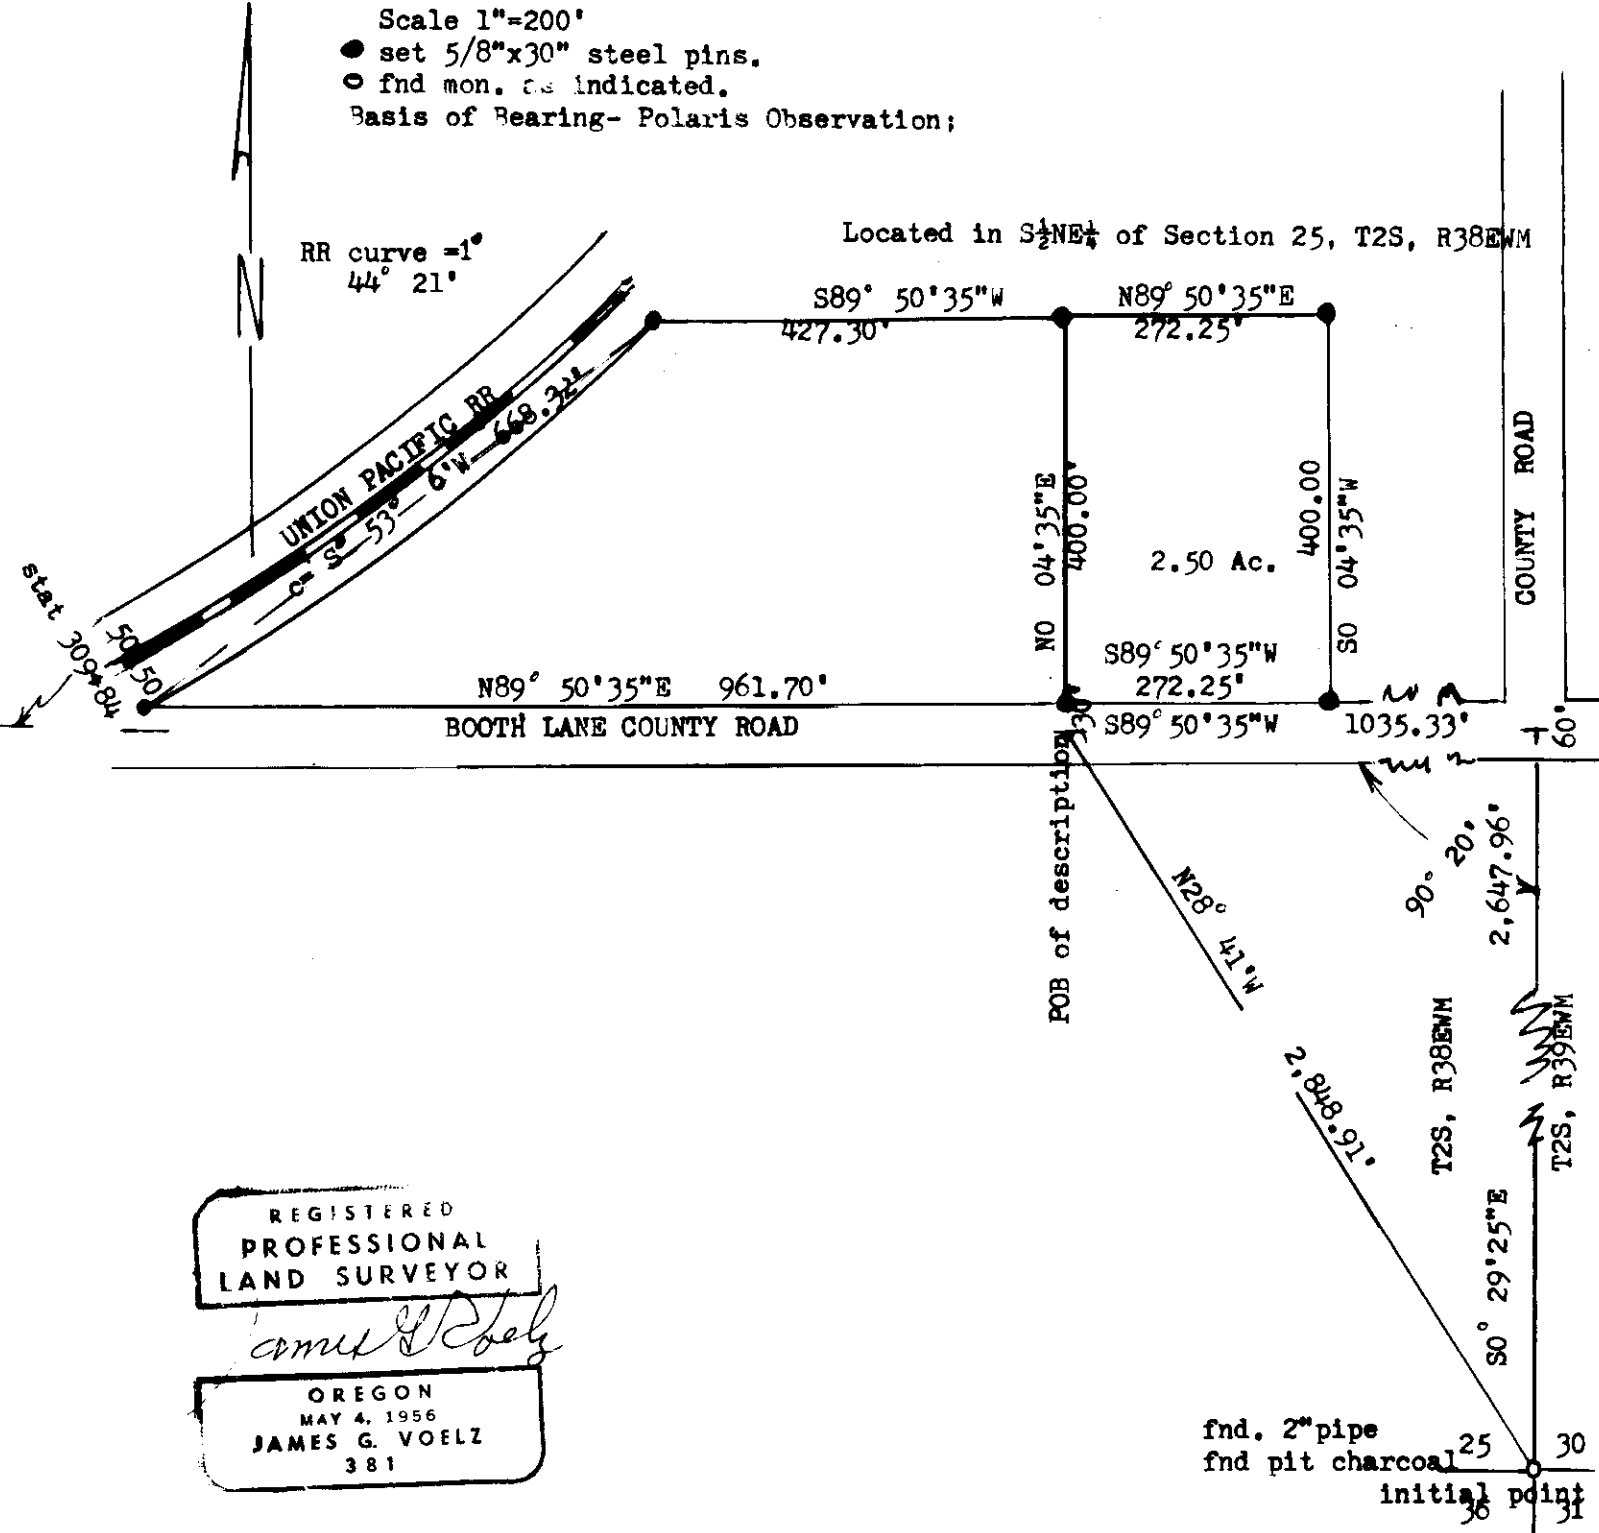 Scale 1"=200'
set 5/8"x30" steel pins.
fnd mon. as indicated.
Basis of Bearing- Polaris Observation;
N
RR curve =1°
44° 21'
Located in S½NE¼ of Section 25, T2S, R38EWM
S89° 50'35"W
427.30'
N89° 50'35"E
272.25'
UNION PACIFIC RR
c= S 53° 6'W 668.32'
stat 309+84
50
50
N0 04'35"E
400.00'
2.50 Ac.
400.00
S0 04'35"W
COUNTY ROAD
S89° 50'35"W
272.25'
N89° 50'35"E 961.70'
BOOTH LANE COUNTY ROAD
30'
S89° 50'35"W
1035.33'
60'
POB of description
N28° 41'W
2,848.91'
90° 20'
2,647.96'
T2S, R38EWM
T2S, R39EWM
S0° 29'25"E
REGISTERED
PROFESSIONAL
LAND SURVEYOR
James G Voelz
OREGON
MAY 4, 1956
JAMES G. VOELZ
381
fnd. 2"pipe
fnd pit charcoal
25
30
initial point
36
31